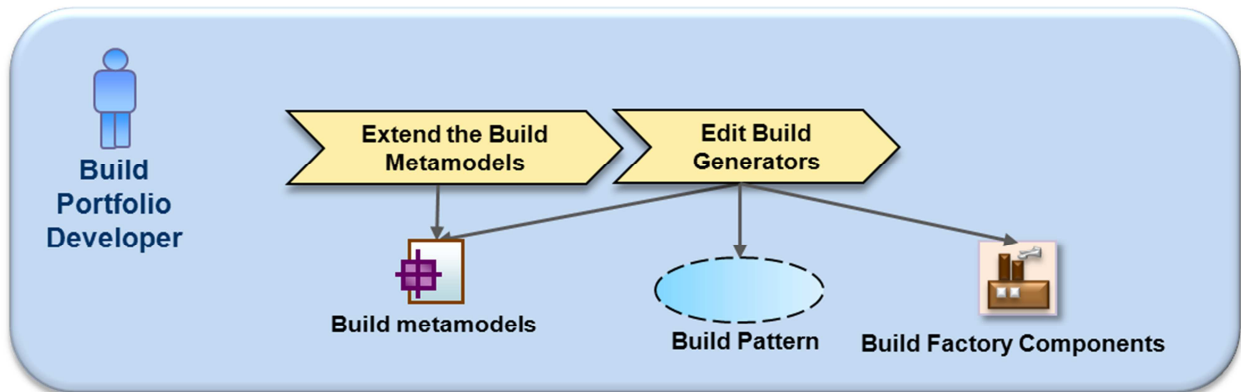 Build
Portfolio
Developer
Extend the Build
Metamodels
Edit Build
Generators
Build metamodels
Build Pattern
Build Factory Components